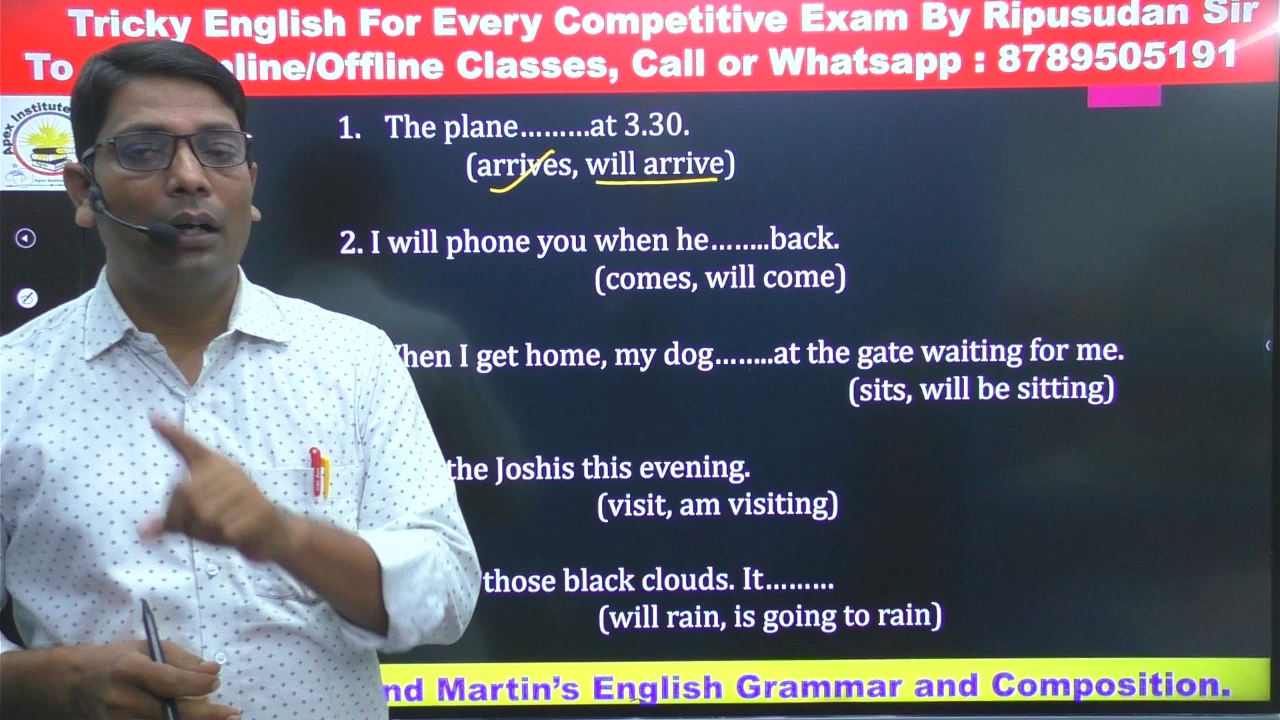 Tricky English For Every Competitive Exam By Ripusudan Sir
To nline/Offline Classes, Call or Whatsapp : 8789505191
Apex Institute
1. The plane.........at 3.30.
(arrives, will arrive)
2. I will phone you when he........back.
(comes, will come)
hen I get home, my dog........at the gate waiting for me.
(sits, will be sitting)
the Joshis this evening.
(visit, am visiting)
those black clouds. It.........
(will rain, is going to rain)
nd Martin's English Grammar and Composition.